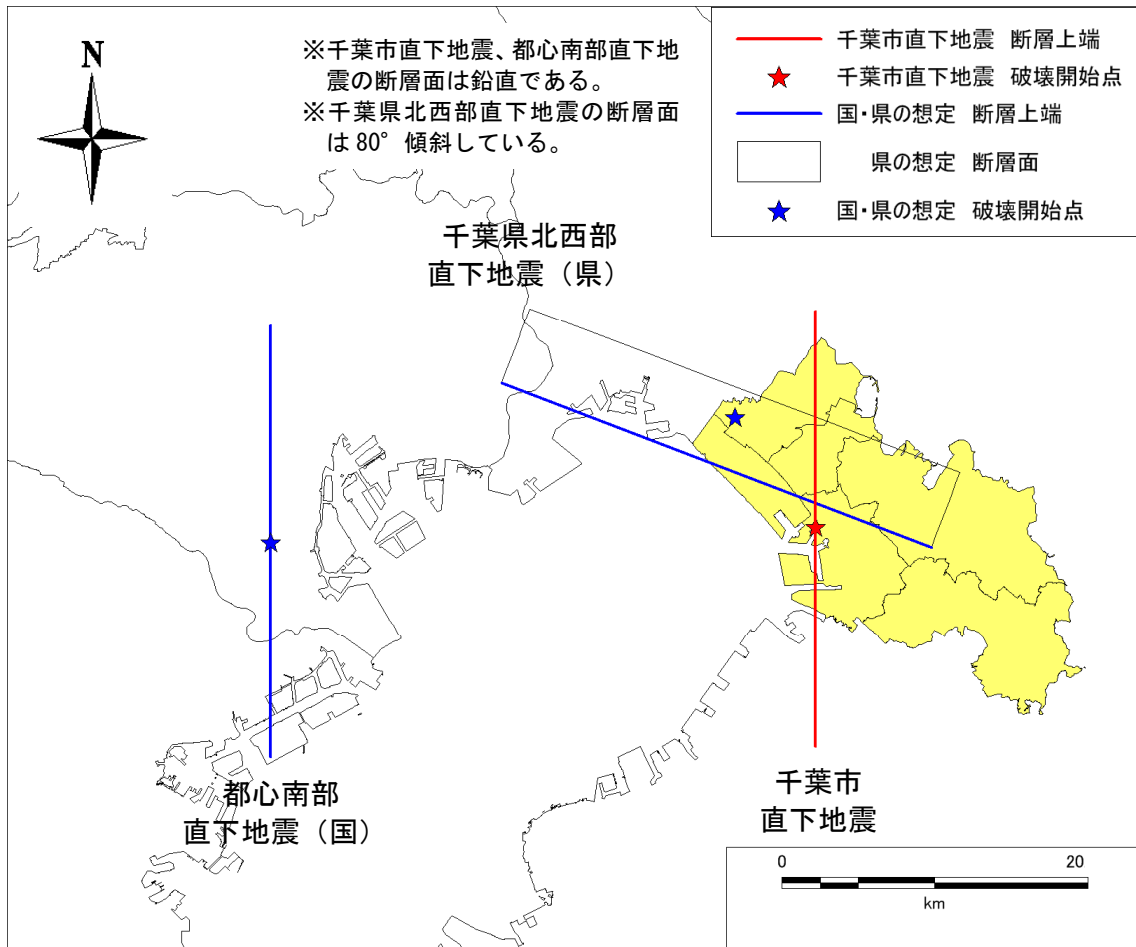 N
※千葉市直下地震、都心南部直下地
震の断層面は鉛直である。
※千葉県北西部直下地震の断層面
は80°傾斜している。
千葉市直下地震 断層上端
千葉市直下地震 破壊開始点
国・県の想定 断層上端
県の想定 断層面
国・県の想定 破壊開始点
千葉県北西部
直下地震（県）
都心南部
直下地震（国）
千葉市
直下地震
0 20
km